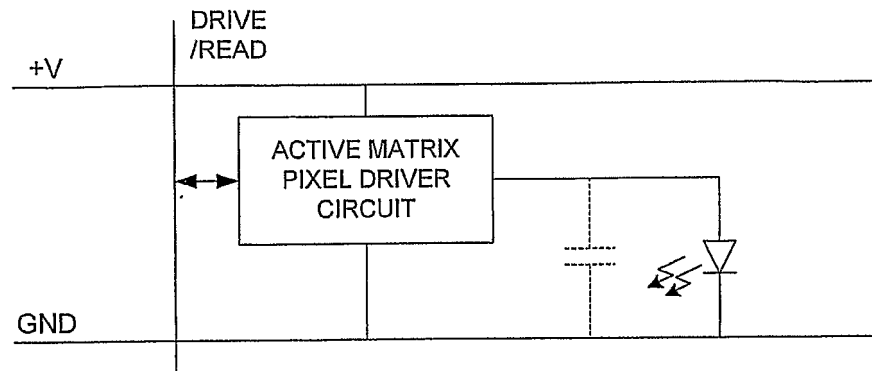 DRIVE
/READ
+V
ACTIVE MATRIX
PIXEL DRIVER
CIRCUIT
GND